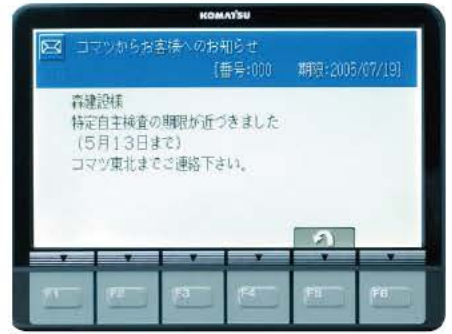 KOMATSU
コマツからお客様へのお知らせ
[番号:000 期限:2005/07/19]
森建設様
特定自主検査の期限が近づきました
(5月13日まで)
コマツ東北までご連絡下さい。
F1 F2 F3 F4 F5 F6